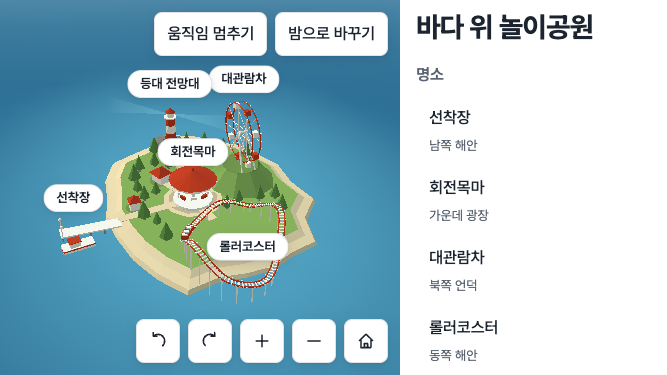 움직임 멈추기
밤으로 바꾸기
등대 전망대
대관람차
회전목마
선착장
롤러코스터
바다 위 놀이공원
명소
선착장
남쪽 해안
회전목마
가운데 광장
대관람차
북쪽 언덕
롤러코스터
동쪽 해안